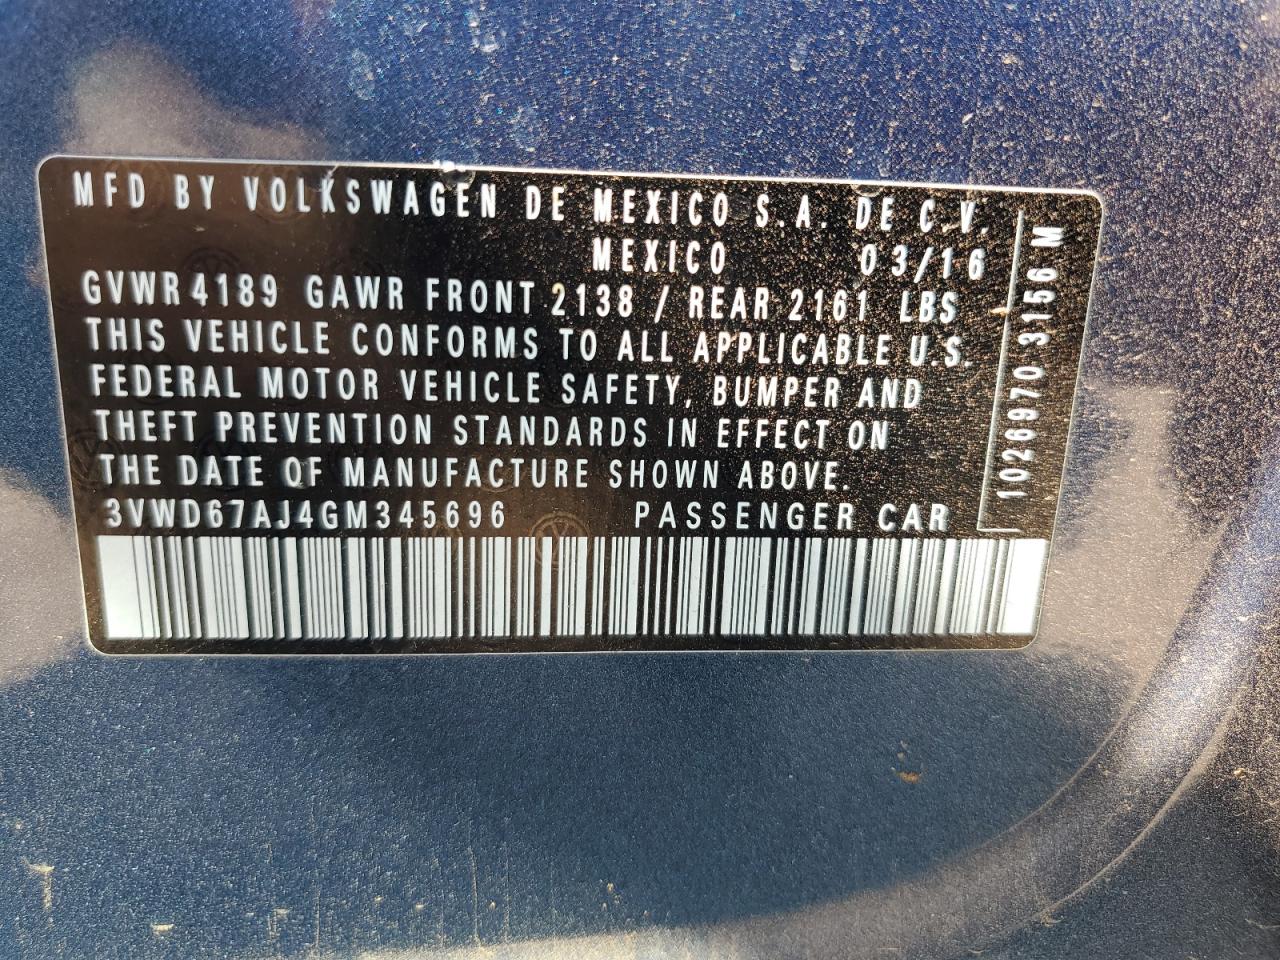 MFD BY VOLKSWAGEN DE MEXICO S.A. DE C.V.
MEXICO 03/16
GVWR 4189 GAWR FRONT 2138 / REAR 2161 LBS
THIS VEHICLE CONFORMS TO ALL APPLICABLE U.S.
FEDERAL MOTOR VEHICLE SAFETY, BUMPER AND
THEFT PREVENTION STANDARDS IN EFFECT ON
THE DATE OF MANUFACTURE SHOWN ABOVE.
3VWD67AJ4GM345696 PASSENGER CAR
1026970 3156 M